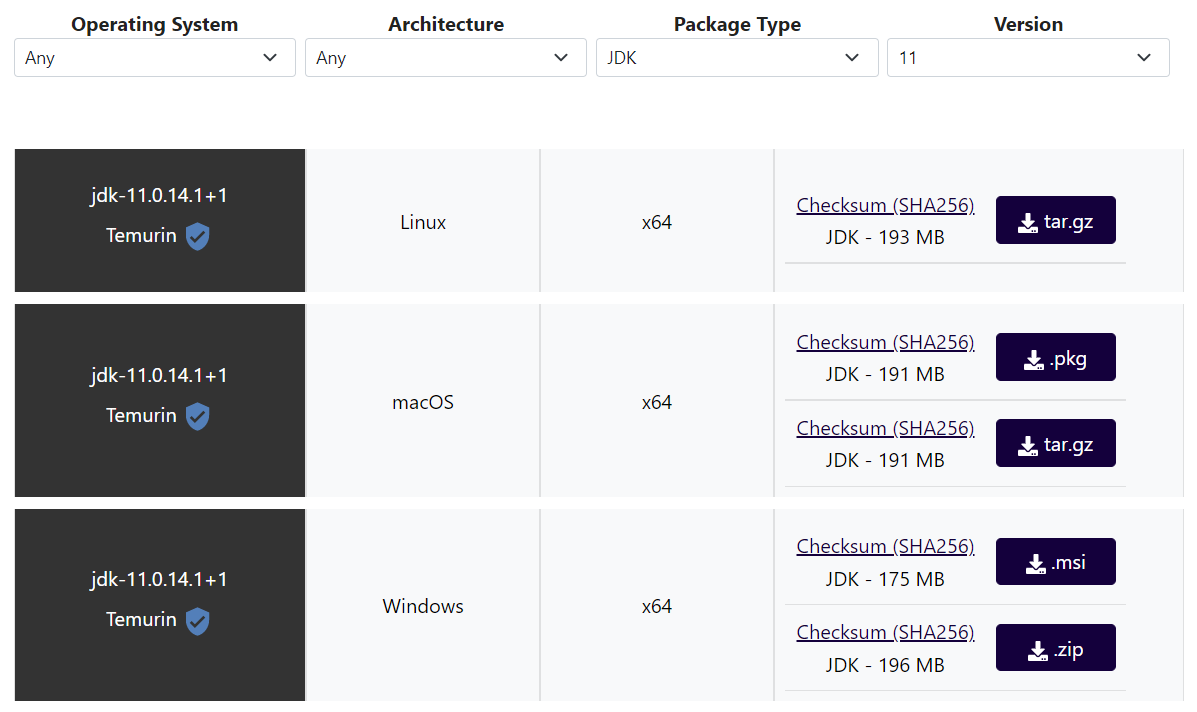 Operating System Architecture Package Type Version
Any Any JDK 11
jdk-11.0.14.1+1
Temurin
Linux
x64
Checksum (SHA256)
JDK - 193 MB
tar.gz
jdk-11.0.14.1+1
Temurin
macOS
x64
Checksum (SHA256)
JDK - 191 MB
.pkg
Checksum (SHA256)
JDK - 191 MB
tar.gz
jdk-11.0.14.1+1
Temurin
Windows
x64
Checksum (SHA256)
JDK - 175 MB
.msi
Checksum (SHA256)
JDK - 196 MB
.zip